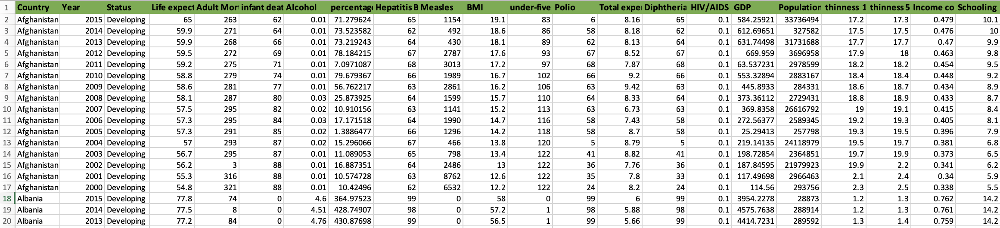 1 Country Year Status Life expect Adult Mor infant deat Alcohol percentage Hepatitis B Measles BMI under-five Polio Total expe Diphtheria HIV/AIDS GDP Population thinness 1 thinness 5 Income co Schooling
2 Afghanistan 2015 Developing 65 263 62 0.01 71.279624 65 1154 19.1 83 6 8.16 65 0.1 584.25921 33736494 17.2 17.3 0.479 10.1
3 Afghanistan 2014 Developing 59.9 271 64 0.01 73.523582 62 492 18.6 86 58 8.18 62 0.1 612.69651 327582 17.5 17.5 0.476 10
4 Afghanistan 2013 Developing 59.9 268 66 0.01 73.219243 64 430 18.1 89 62 8.13 64 0.1 631.74498 31731688 17.7 17.7 0.47 9.9
5 Afghanistan 2012 Developing 59.5 272 69 0.01 78.184215 67 2787 17.6 93 67 8.52 67 0.1 669.959 3696958 17.9 18 0.463 9.8
6 Afghanistan 2011 Developing 59.2 275 71 0.01 7.0971087 68 3013 17.2 97 68 7.87 68 0.1 63.537231 2978599 18.2 18.2 0.454 9.5
7 Afghanistan 2010 Developing 58.8 279 74 0.01 79.679367 66 1989 16.7 102 66 9.2 66 0.1 553.32894 2883167 18.4 18.4 0.448 9.2
8 Afghanistan 2009 Developing 58.6 281 77 0.01 56.762217 63 2861 16.2 106 63 9.42 63 0.1 445.8933 284331 18.6 18.7 0.434 8.9
9 Afghanistan 2008 Developing 58.1 287 80 0.03 25.873925 64 1599 15.7 110 64 8.33 64 0.1 373.36112 2729431 18.8 18.9 0.433 8.7
10 Afghanistan 2007 Developing 57.5 295 82 0.02 10.910156 63 1141 15.2 113 63 6.73 63 0.1 369.8358 26616792 19 19.1 0.415 8.4
11 Afghanistan 2006 Developing 57.3 295 84 0.03 17.171518 64 1990 14.7 116 58 7.43 58 0.1 272.56377 2589345 19.2 19.3 0.405 8.1
12 Afghanistan 2005 Developing 57.3 291 85 0.02 1.3886477 66 1296 14.2 118 58 8.7 58 0.1 25.29413 257798 19.3 19.5 0.396 7.9
13 Afghanistan 2004 Developing 57 293 87 0.02 15.296066 67 466 13.8 120 5 8.79 5 0.1 219.14135 24118979 19.5 19.7 0.381 6.8
14 Afghanistan 2003 Developing 56.7 295 87 0.01 11.089053 65 798 13.4 122 41 8.82 41 0.1 198.72854 2364851 19.7 19.9 0.373 6.5
15 Afghanistan 2002 Developing 56.2 3 88 0.01 16.887351 64 2486 13 122 36 7.76 36 0.1 187.84595 21979923 19.9 2.2 0.341 6.2
16 Afghanistan 2001 Developing 55.3 316 88 0.01 10.574728 63 8762 12.6 122 35 7.8 33 0.1 117.49698 2966463 2.1 2.4 0.34 5.9
17 Afghanistan 2000 Developing 54.8 321 88 0.01 10.42496 62 6532 12.2 122 24 8.2 24 0.1 114.56 293756 2.3 2.5 0.338 5.5
18 Albania 2015 Developing 77.8 74 0 4.6 364.97523 99 0 58 0 99 6 99 0.1 3954.2278 28873 1.2 1.3 0.762 14.2
19 Albania 2014 Developing 77.5 8 0 4.51 428.74907 98 0 57.2 1 98 5.88 98 0.1 4575.7638 288914 1.2 1.3 0.761 14.2
20 Albania 2013 Developing 77.2 84 0 4.76 430.87698 99 0 56.5 1 99 5.66 99 0.1 4414.7231 289592 1.3 1.4 0.759 14.2